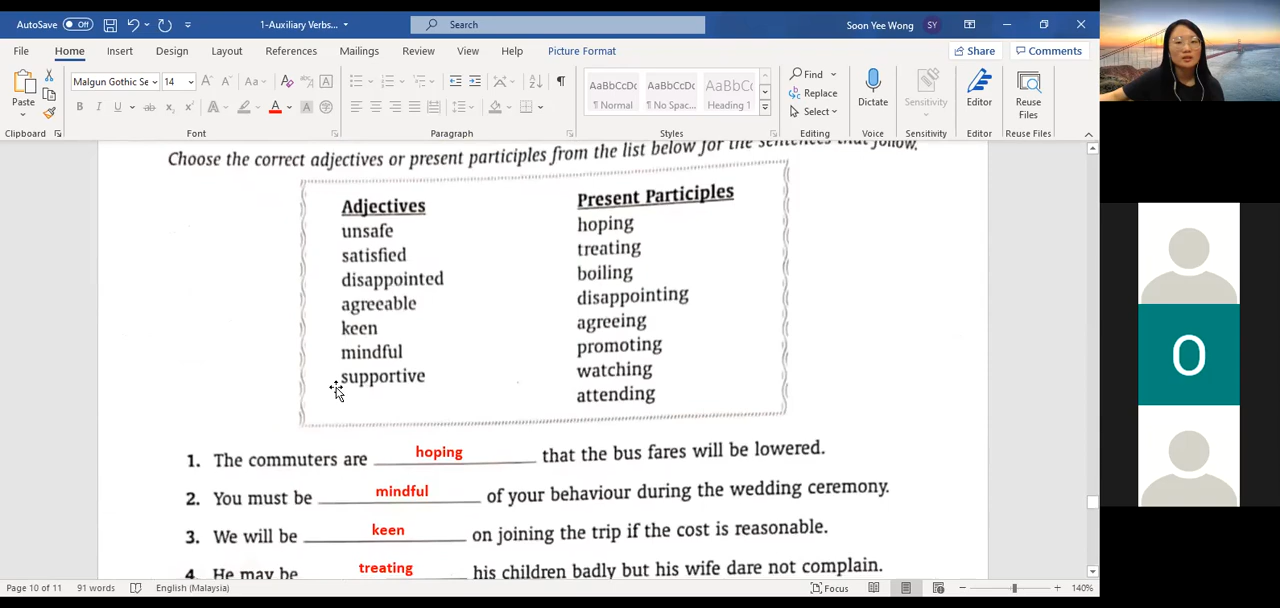 AutoSave Off 1-Auxiliary Verbs... Search Soon Yee Wong SY
File Home Insert Design Layout References Mailings Review View Help Picture Format Share Comments
Malgun Gothic Se 14 Aa A AaBbCcDc AaBbCcDc AaBbC Find
Paste B I U ab x A A ¶ Normal ¶ No Spac... Heading 1 Replace Dictate Sensitivity Editor Reuse Files
Select
Clipboard Font Paragraph Styles Editing Voice Sensitivity Editor Reuse Files
Choose the correct adjectives or present participles from the list below for the sentences that follow.
Adjectives
unsafe
satisfied
disappointed
agreeable
keen
mindful
supportive
Present Participles
hoping
treating
boiling
disappointing
agreeing
promoting
watching
attending
1. The commuters are hoping that the bus fares will be lowered.
2. You must be mindful of your behaviour during the wedding ceremony.
3. We will be keen on joining the trip if the cost is reasonable.
4. He may be treating his children badly but his wife dare not complain.
O
Page 10 of 11 91 words English (Malaysia) Focus 140%